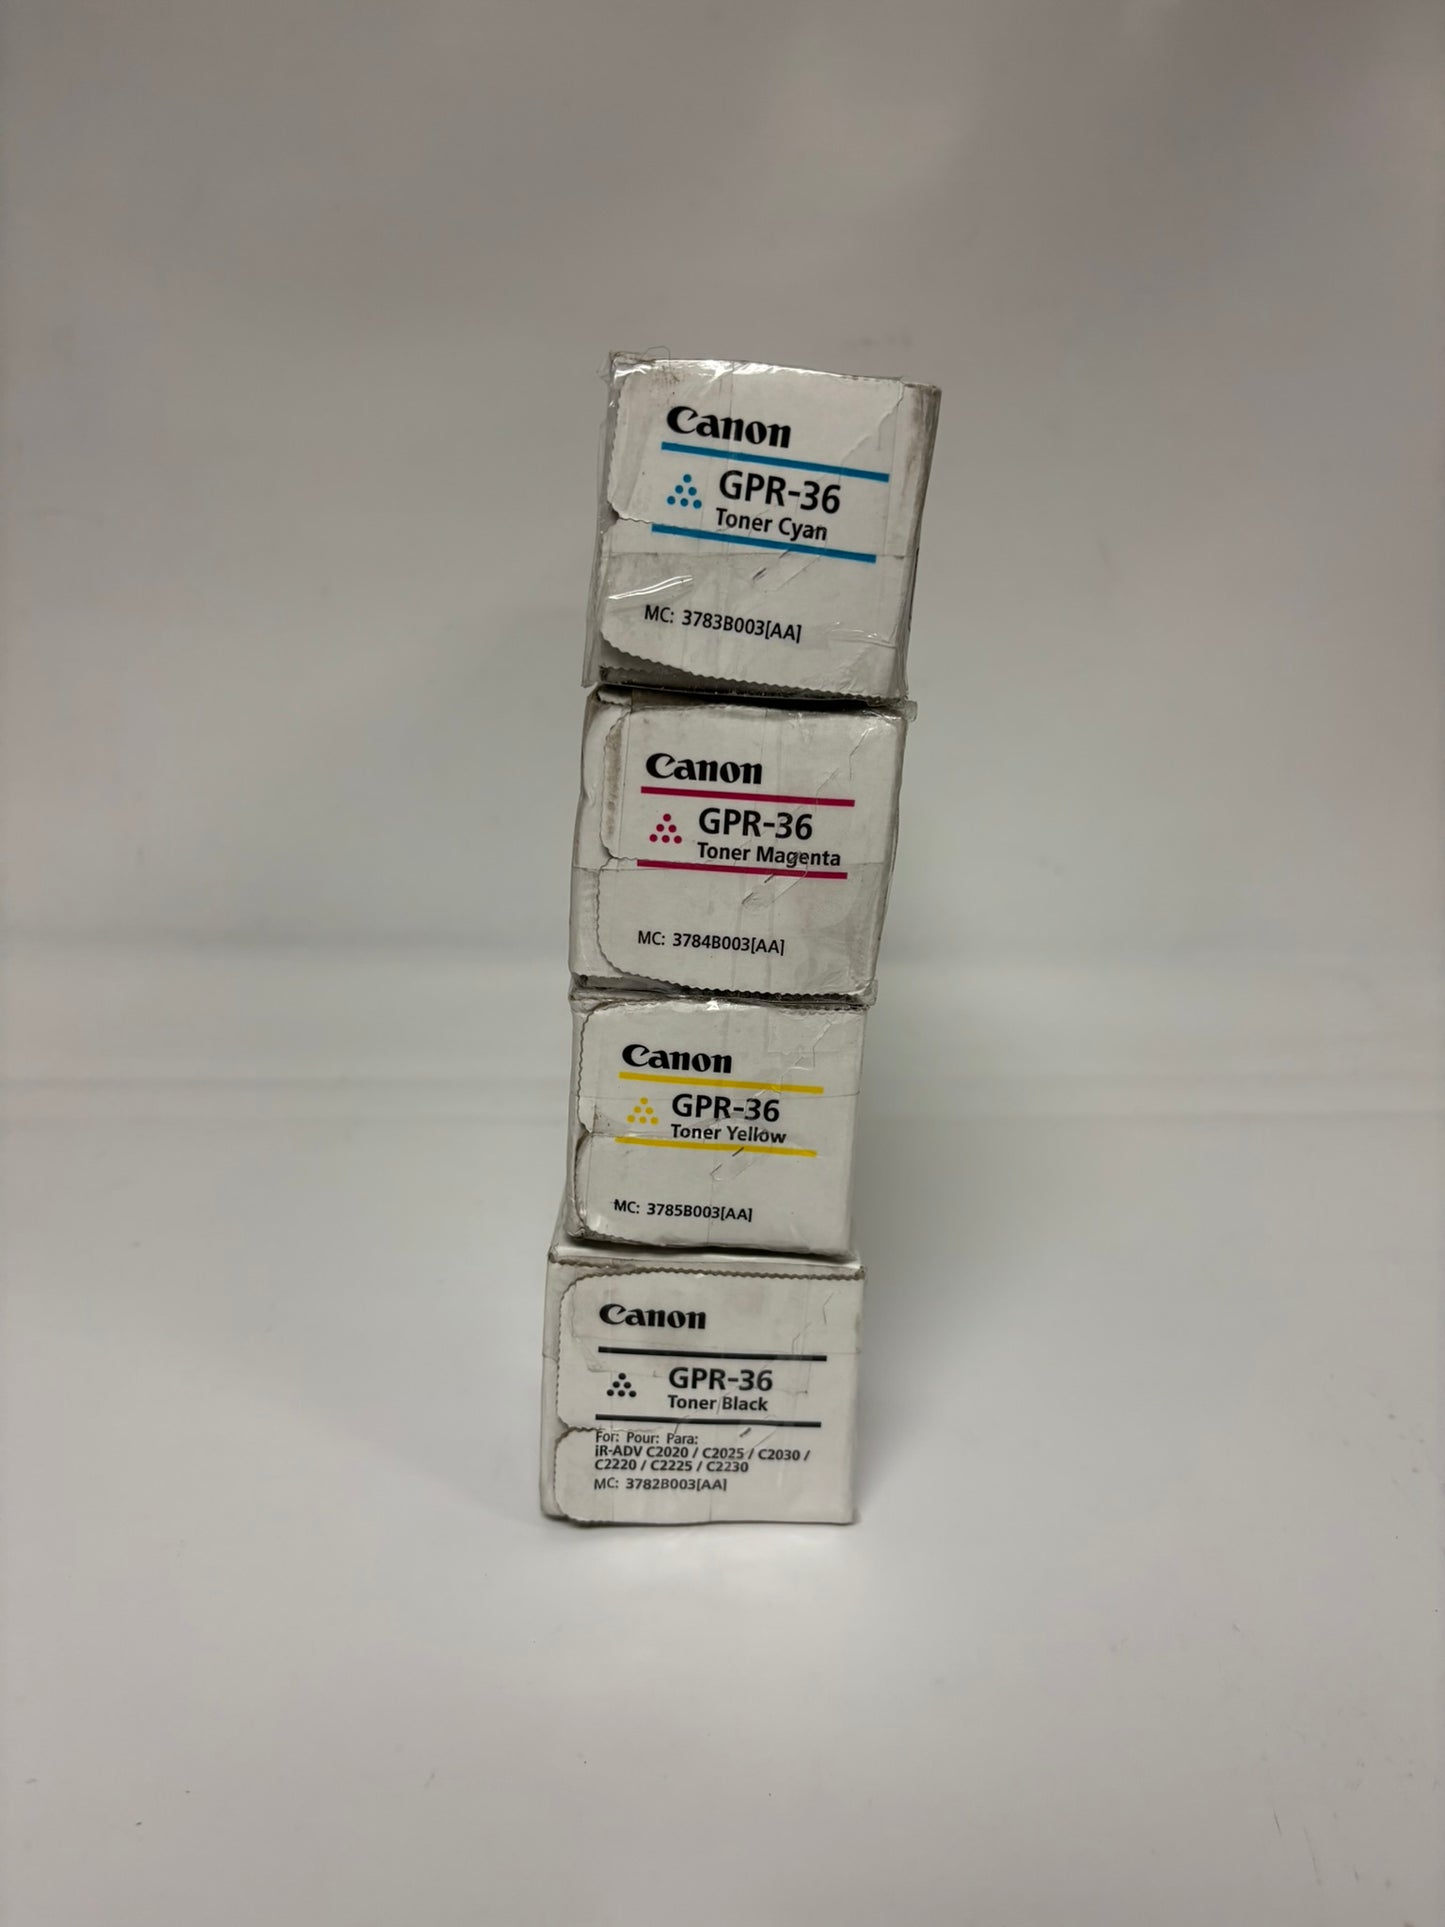 Canon
GPR-36
Toner Cyan
MC: 3783B003[AA]
Canon
GPR-36
Toner Magenta
MC: 3784B003[AA]
Canon
GPR-36
Toner Yellow
MC: 3785B003[AA]
Canon
GPR-36
Toner Black
For: Pour: Para:
iR-ADV C2020 / C2025 / C2030 /
C2220 / C2225 / C2230
MC: 3782B003[AA]